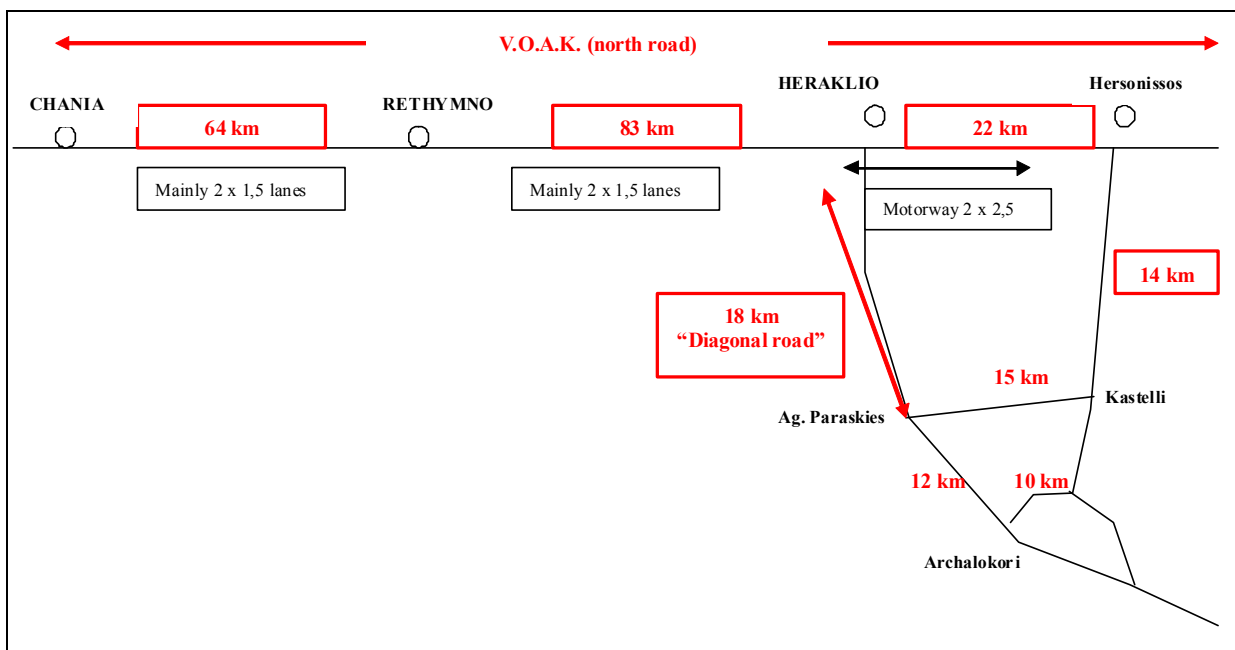 V.O.A.K. (north road)
HERAKLIO
Hersonissos
CHANIA
RETHYMNO
64 km
83 km
22 km
Mainly 2 x 1,5 lanes
Mainly 2 x 1,5 lanes
Motorway 2 x 2,5
14 km
18 km
“Diagonal road”
15 km
Kastelli
Ag. Paraskies
12 km
10 km
Archalokori